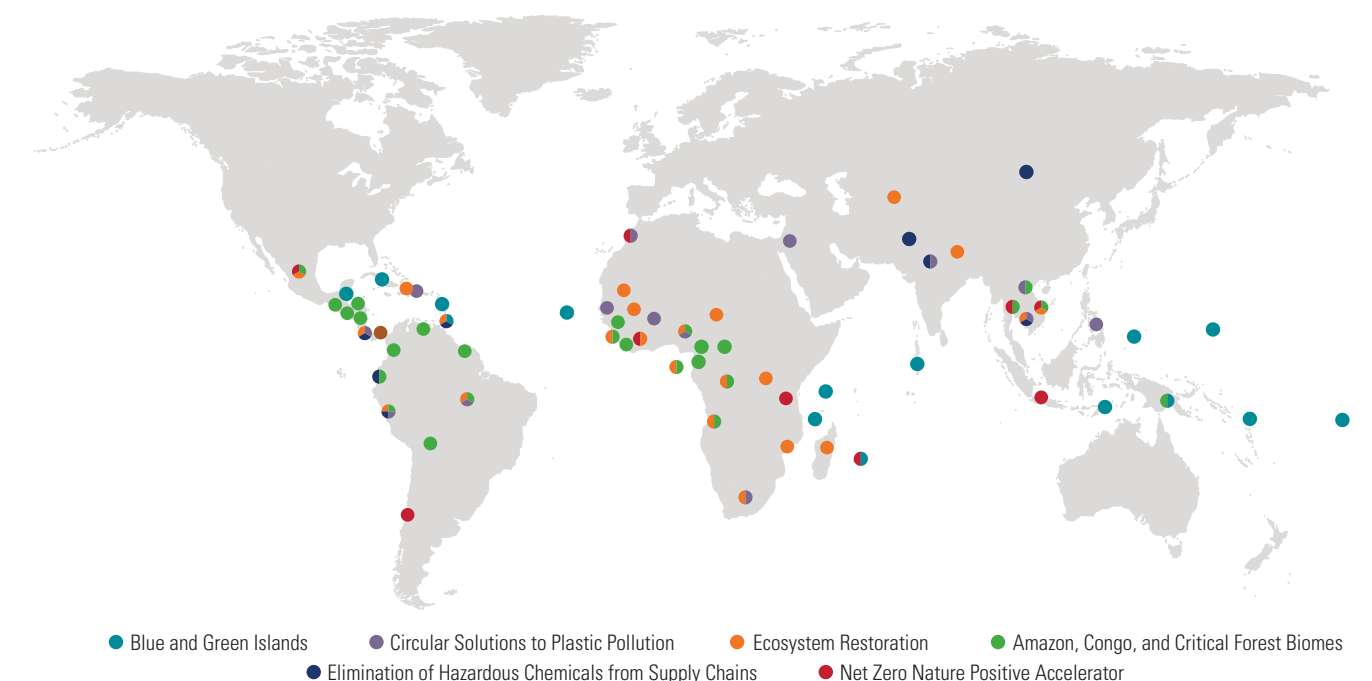 Blue and Green Islands Circular Solutions to Plastic Pollution Ecosystem Restoration Amazon, Congo, and Critical Forest Biomes
Elimination of Hazardous Chemicals from Supply Chains Net Zero Nature Positive Accelerator